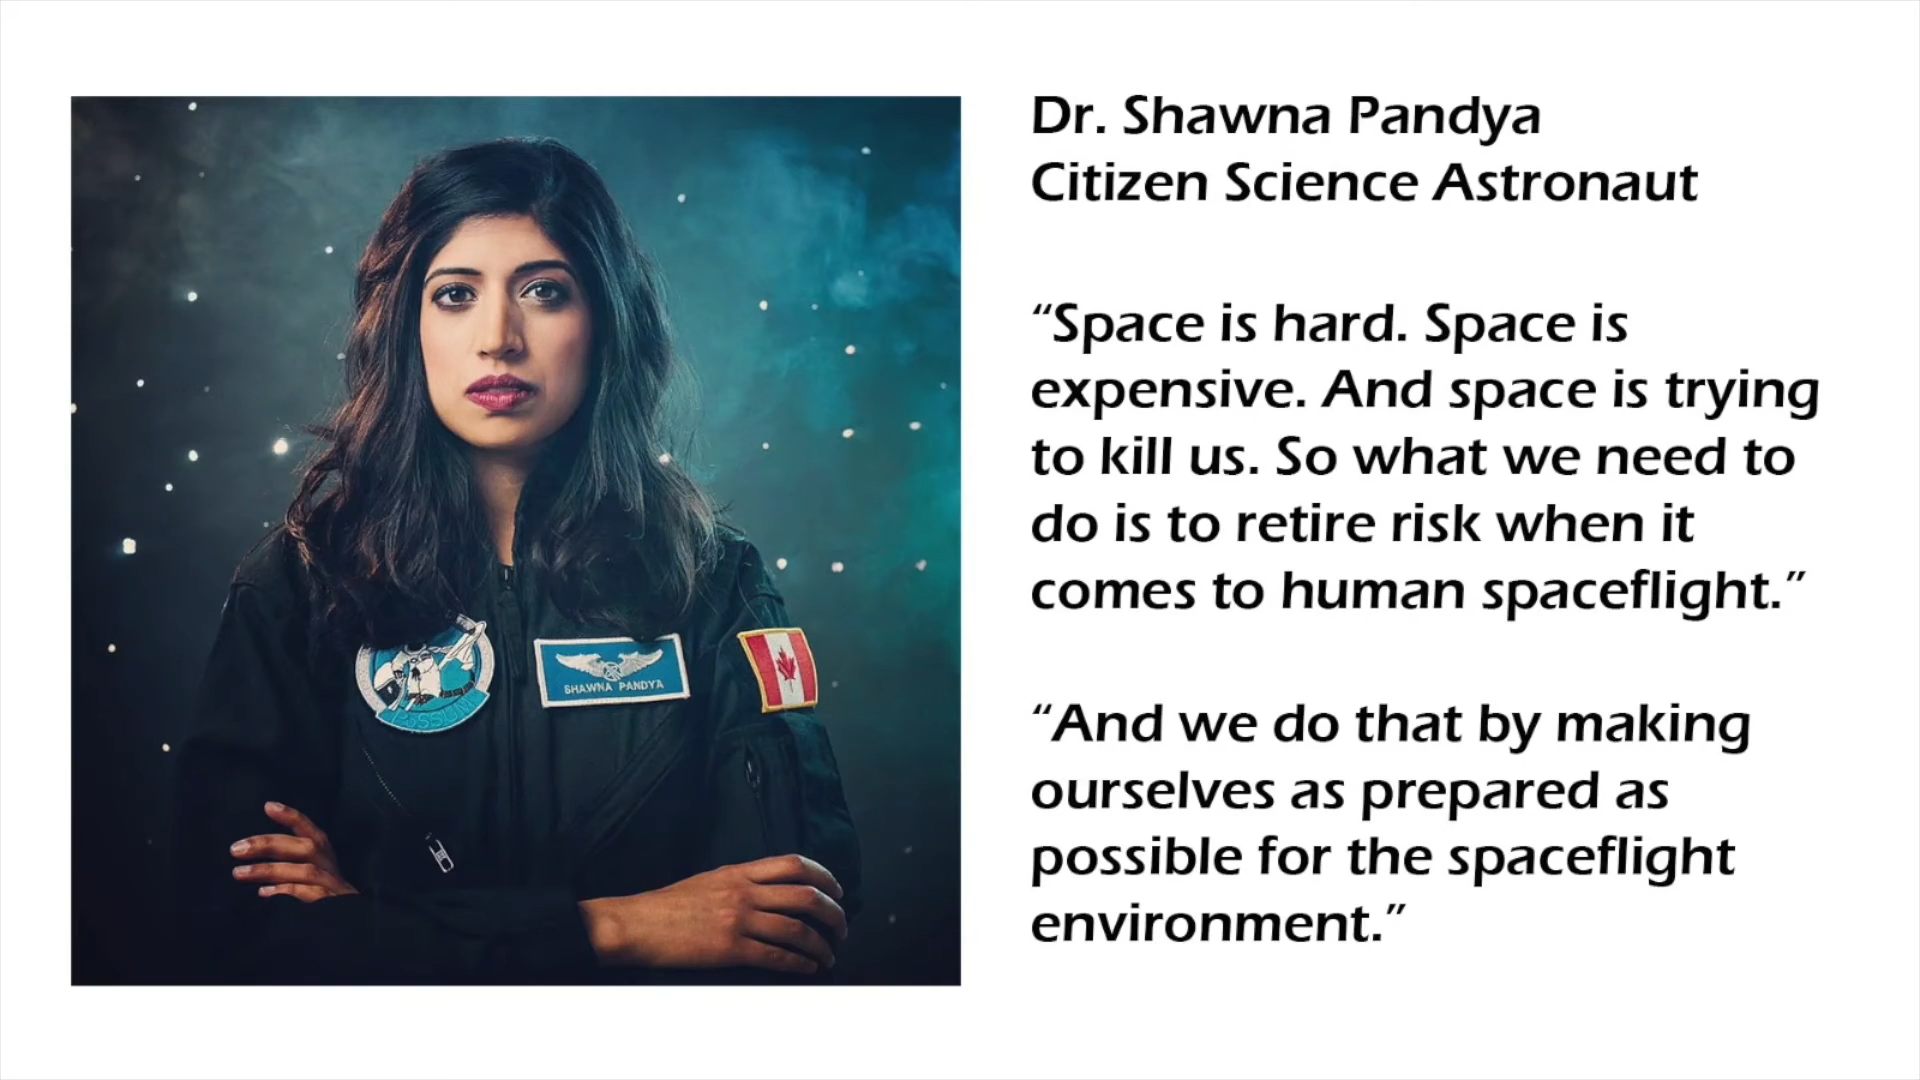 Dr. Shawna Pandya
Citizen Science Astronaut
“Space is hard. Space is
expensive. And space is trying
to kill us. So what we need to
do is to retire risk when it
comes to human spaceflight.”
“And we do that by making
ourselves as prepared as
possible for the spaceflight
environment.”
SHAWNA PANDYA
POSSUM